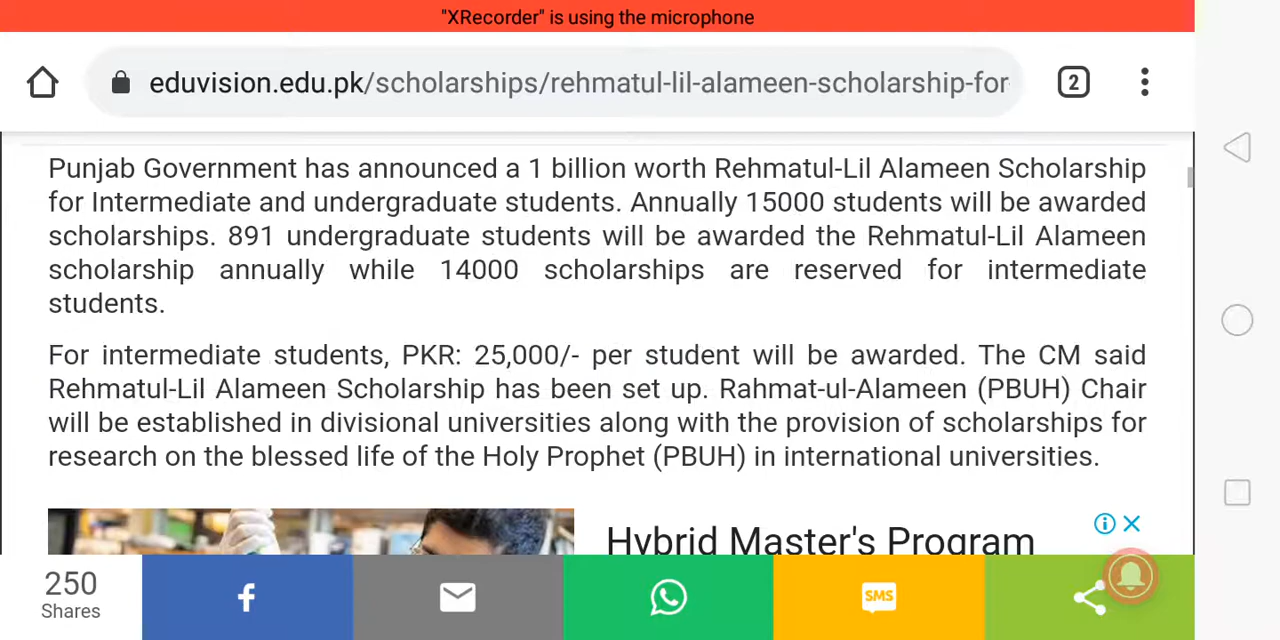 "XRecorder" is using the microphone
eduvision.edu.pk/scholarships/rehmatul-lil-alameen-scholarship-for-
2
Punjab Government has announced a 1 billion worth Rehmatul-Lil Alameen Scholarship
for Intermediate and undergraduate students. Annually 15000 students will be awarded
scholarships. 891 undergraduate students will be awarded the Rehmatul-Lil Alameen
scholarship annually while 14000 scholarships are reserved for intermediate
students.
For intermediate students, PKR: 25,000/- per student will be awarded. The CM said
Rehmatul-Lil Alameen Scholarship has been set up. Rahmat-ul-Alameen (PBUH) Chair
will be established in divisional universities along with the provision of scholarships for
research on the blessed life of the Holy Prophet (PBUH) in international universities.
Hybrid Master's Program
250
Shares
SMS